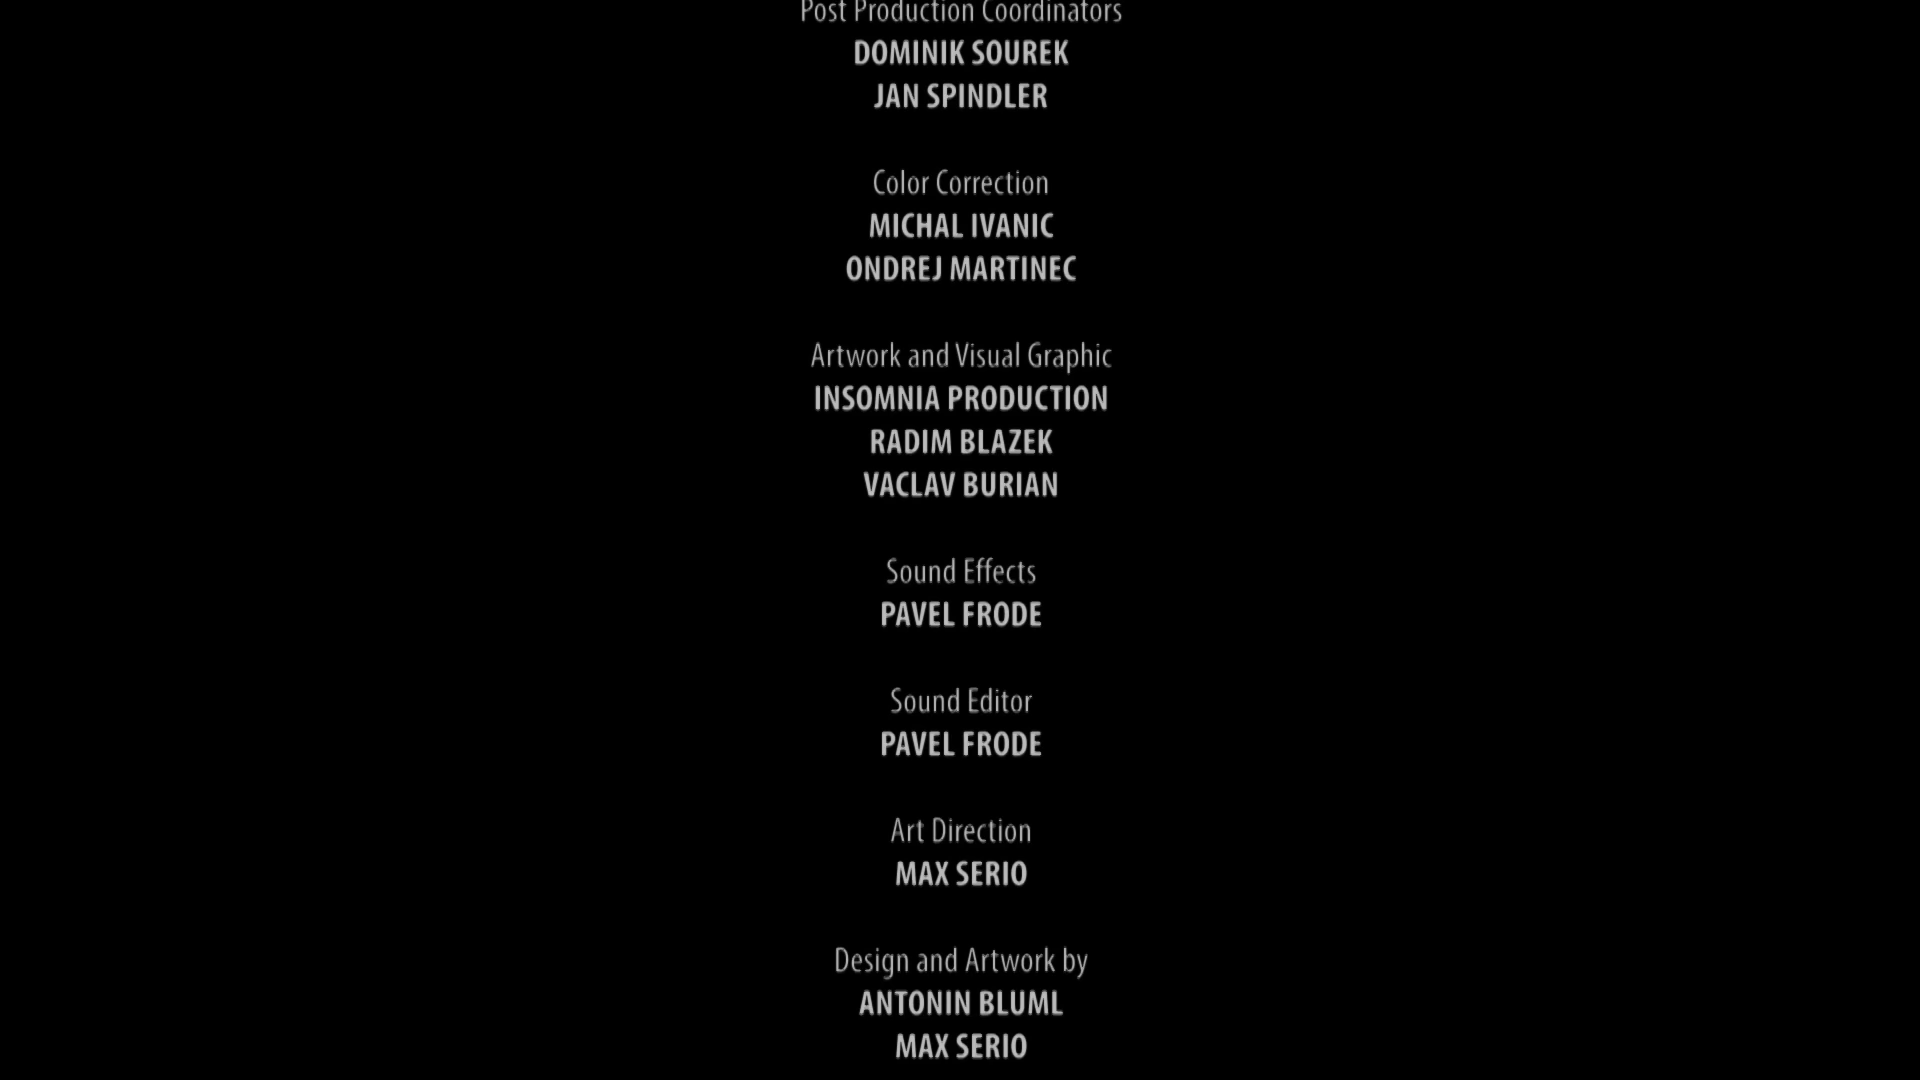 Post Production Coordinators
DOMINIK SOUREK
JAN SPINDLER
Color Correction
MICHAL IVANIC
ONDREJ MARTINEC
Artwork and Visual Graphic
INSOMNIA PRODUCTION
RADIM BLAZEK
VACLAV BURIAN
Sound Effects
PAVEL FRODE
Sound Editor
PAVEL FRODE
Art Direction
MAX SERIO
Design and Artwork by
ANTONIN BLUML
MAX SERIO